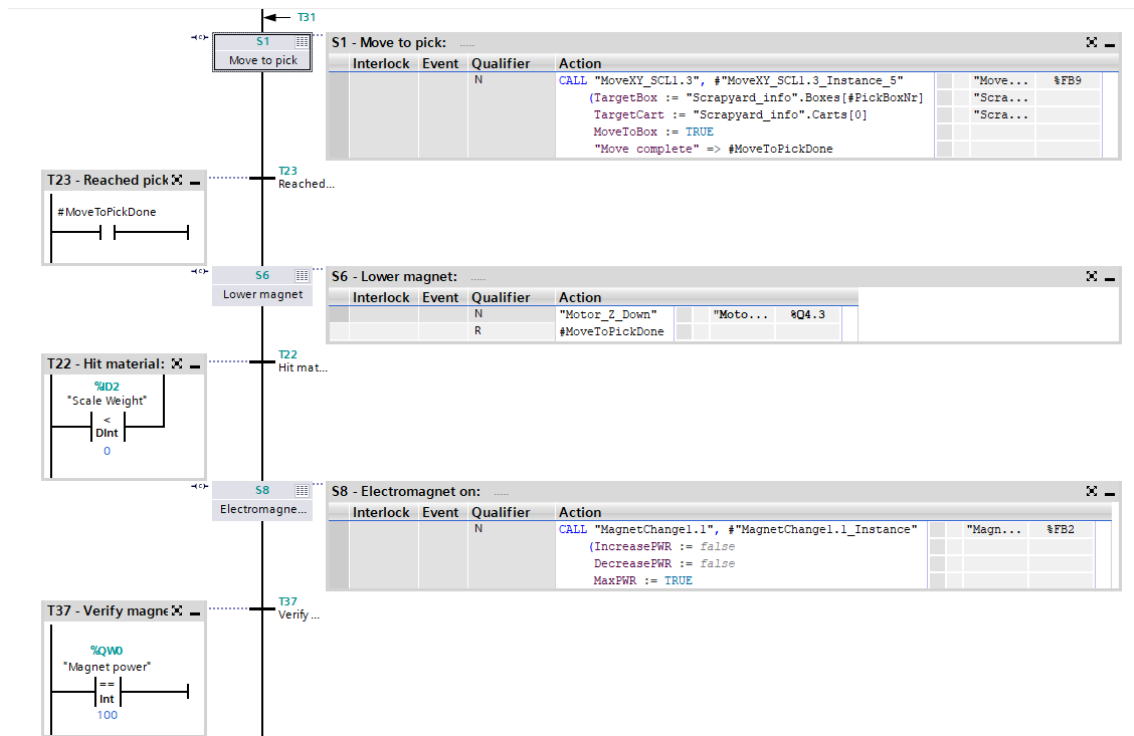 T31
S1
Move to pick
S1 - Move to pick: .....
Interlock Event Qualifier Action
N CALL "MoveXY_SCL1.3", #"MoveXY_SCL1.3_Instance_5" "Move... %FB9
(TargetBox := "Scrapyard_info".Boxes[#PickBoxNr] "Scra...
TargetCart := "Scrapyard_info".Carts[0] "Scra...
MoveToBox := TRUE
"Move complete" => #MoveToPickDone
T23 - Reached pick
#MoveToPickDone
T23
Reached...
S6
Lower magnet
S6 - Lower magnet: .....
Interlock Event Qualifier Action
N "Motor_Z_Down" "Moto... %Q4.3
R #MoveToPickDone
T22 - Hit material:
%ID2
"Scale Weight"
<
DInt
0
T22
Hit mat...
S8
Electromagne...
S8 - Electromagnet on: .....
Interlock Event Qualifier Action
N CALL "MagnetChange1.1", #"MagnetChange1.1_Instance" "Magn... %FB2
(IncreasePWR := false
DecreasePWR := false
MaxPWR := TRUE
T37 - Verify magne
%QW0
"Magnet power"
==
Int
100
T37
Verify ...